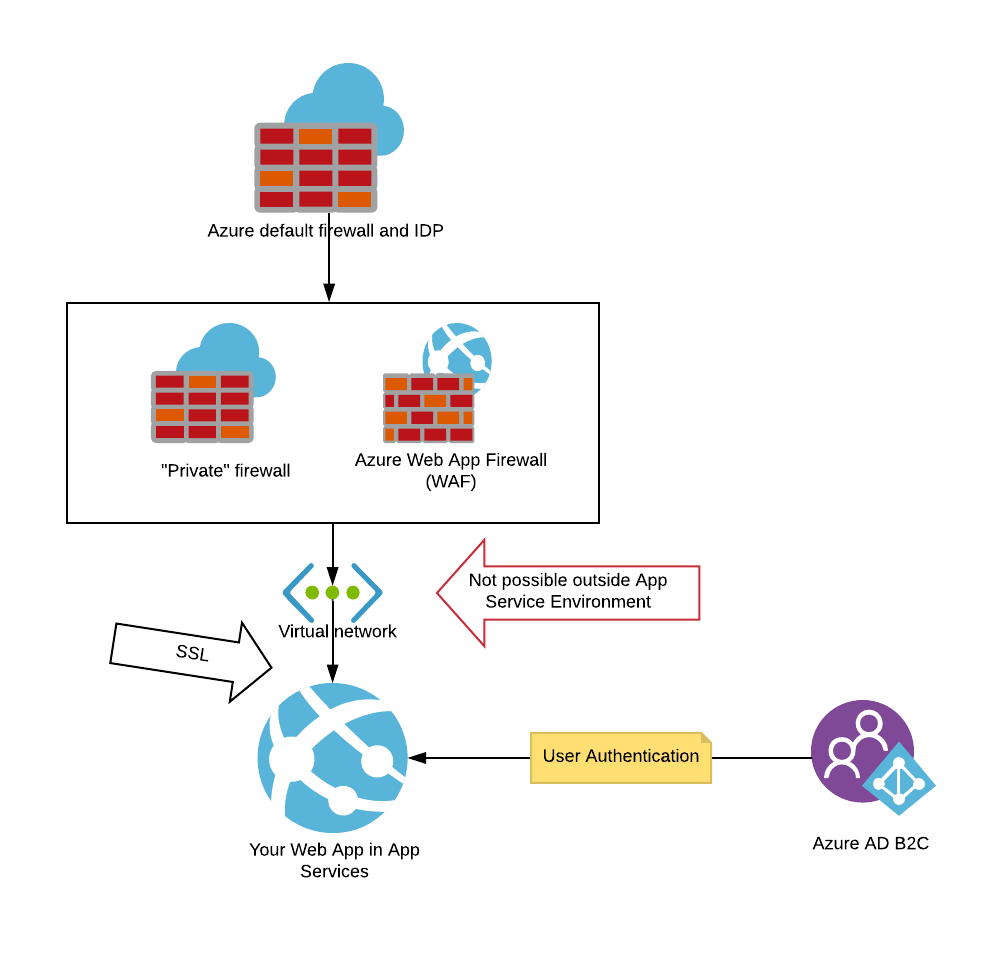 Azure default firewall and IDP
"Private" firewall
Azure Web App Firewall
(WAF)
Not possible outside App
Service Environment
Virtual network
SSL
User Authentication
Your Web App in App
Services
Azure AD B2C